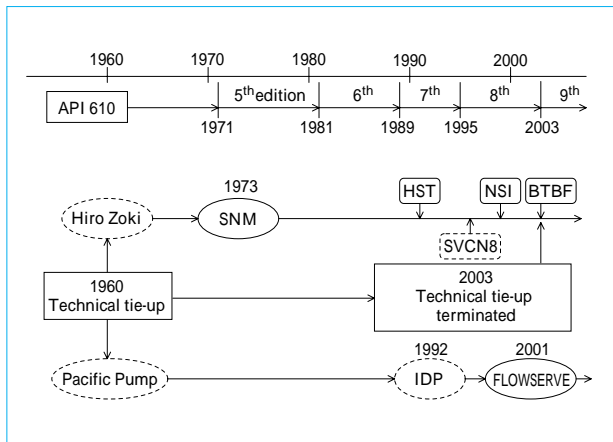 1960 1970 1980 1990 2000
API 610
5th edition 6th 7th 8th 9th
1971 1981 1989 1995 2003
1973
HST NSI BTBF
Hiro Zoki SNM
SVCN8
1960
Technical tie-up
2003
Technical tie-up
terminated
1992 2001
Pacific Pump IDP FLOWSERVE